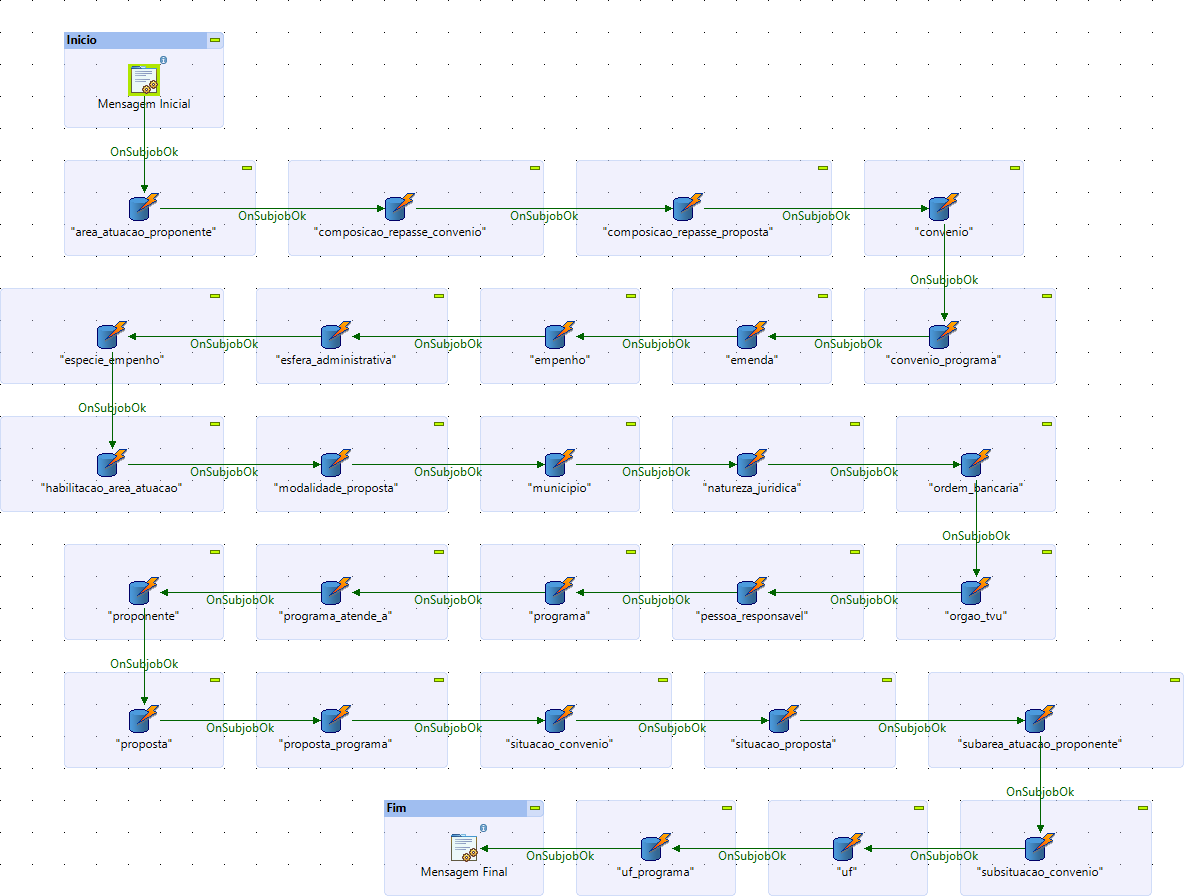 Inicio
Mensagem Inicial
OnSubjobOk
"area_atuacao_proponente"
OnSubjobOk
"composicao_repasse_convenio"
OnSubjobOk
"composicao_repasse_proposta"
OnSubjobOk
"convenio"
OnSubjobOk
"especie_empenho"
OnSubjobOk
"esfera_administrativa"
OnSubjobOk
"empenho"
OnSubjobOk
"emenda"
OnSubjobOk
"convenio_programa"
OnSubjobOk
"habilitacao_area_atuacao"
OnSubjobOk
"modalidade_proposta"
OnSubjobOk
"municipio"
OnSubjobOk
"natureza_juridica"
OnSubjobOk
"ordem_bancaria"
OnSubjobOk
"proponente"
OnSubjobOk
"programa_atende_a"
OnSubjobOk
"programa"
OnSubjobOk
"pessoa_responsavel"
OnSubjobOk
"orgao_tvu"
OnSubjobOk
"proposta"
OnSubjobOk
"proposta_programa"
OnSubjobOk
"situacao_convenio"
OnSubjobOk
"situacao_proposta"
OnSubjobOk
"subarea_atuacao_proponente"
OnSubjobOk
Fim
Mensagem Final
OnSubjobOk
"uf_programa"
OnSubjobOk
"uf"
OnSubjobOk
"subsituacao_convenio"